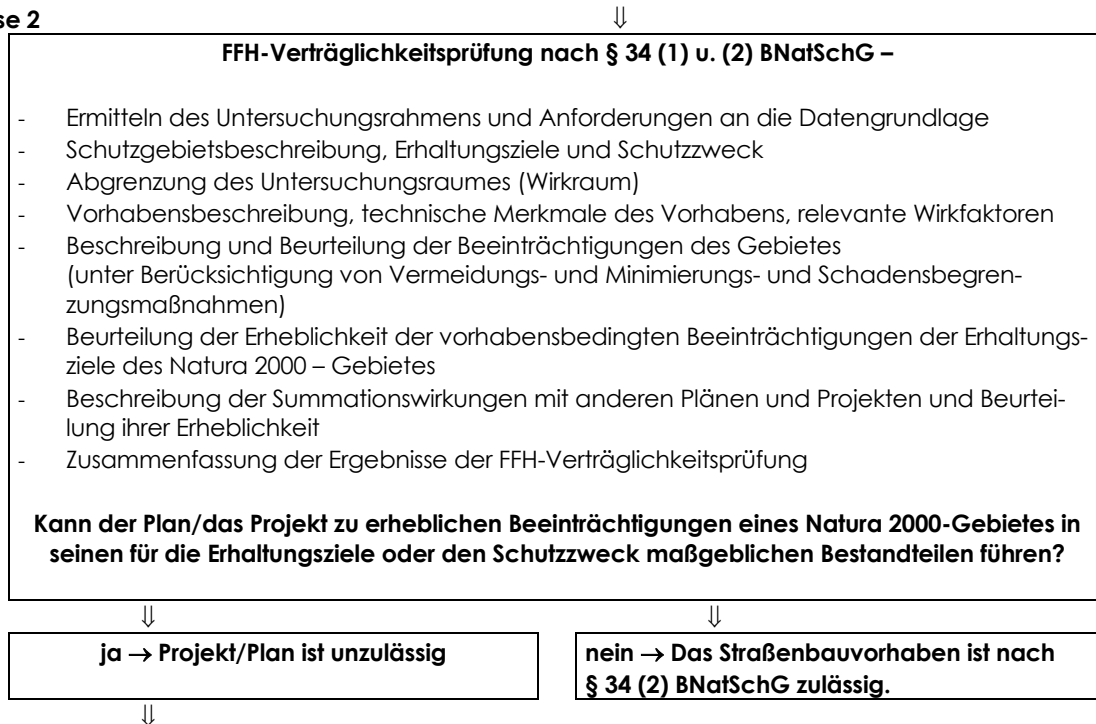 se 2
⇓
FFH-Verträglichkeitsprüfung nach § 34 (1) u. (2) BNatSchG –
- Ermitteln des Untersuchungsrahmens und Anforderungen an die Datengrundlage
- Schutzgebietsbeschreibung, Erhaltungsziele und Schutzzweck
- Abgrenzung des Untersuchungsraumes (Wirkraum)
- Vorhabensbeschreibung, technische Merkmale des Vorhabens, relevante Wirkfaktoren
- Beschreibung und Beurteilung der Beeinträchtigungen des Gebietes
(unter Berücksichtigung von Vermeidungs- und Minimierungs- und Schadensbegren-
zungsmaßnahmen)
- Beurteilung der Erheblichkeit der vorhabensbedingten Beeinträchtigungen der Erhaltungs-
ziele des Natura 2000 – Gebietes
- Beschreibung der Summationswirkungen mit anderen Plänen und Projekten und Beurtei-
lung ihrer Erheblichkeit
- Zusammenfassung der Ergebnisse der FFH-Verträglichkeitsprüfung
Kann der Plan/das Projekt zu erheblichen Beeinträchtigungen eines Natura 2000-Gebietes in
seinen für die Erhaltungsziele oder den Schutzzweck maßgeblichen Bestandteilen führen?
⇓ ⇓
ja → Projekt/Plan ist unzulässig
nein → Das Straßenbauvorhaben ist nach
§ 34 (2) BNatSchG zulässig.
⇓